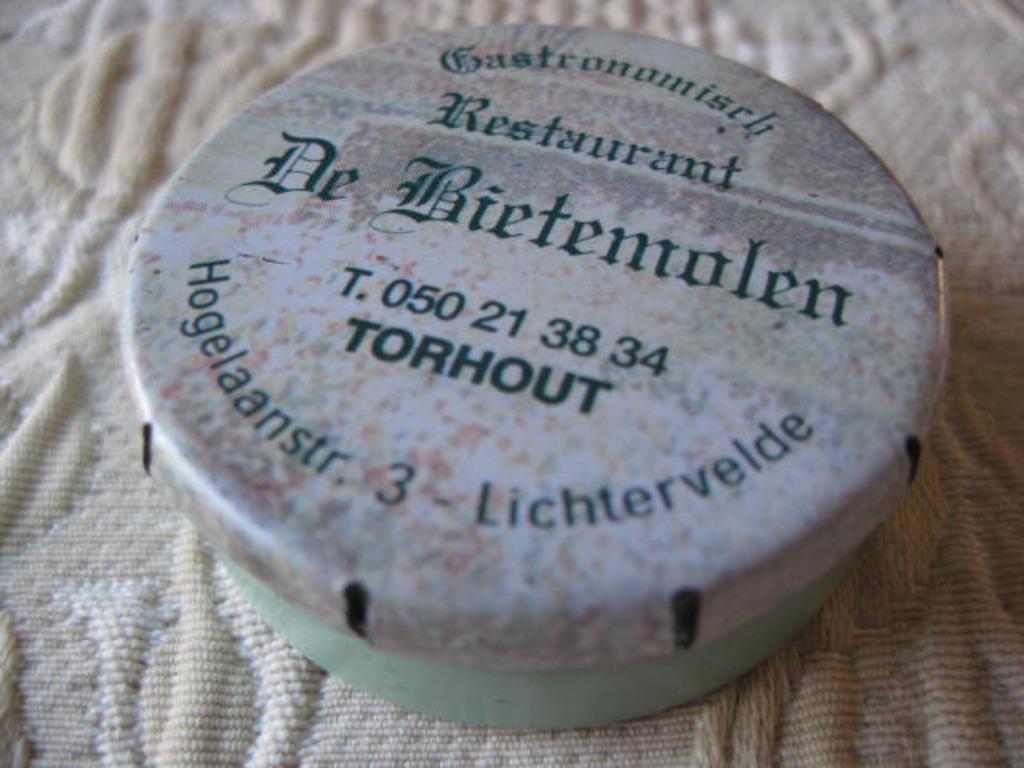 Gastronomisch
Restaurant
De Bietemolen
T. 050 21 38 34
TORHOUT
Hogelaanstr. 3 - Lichtervelde